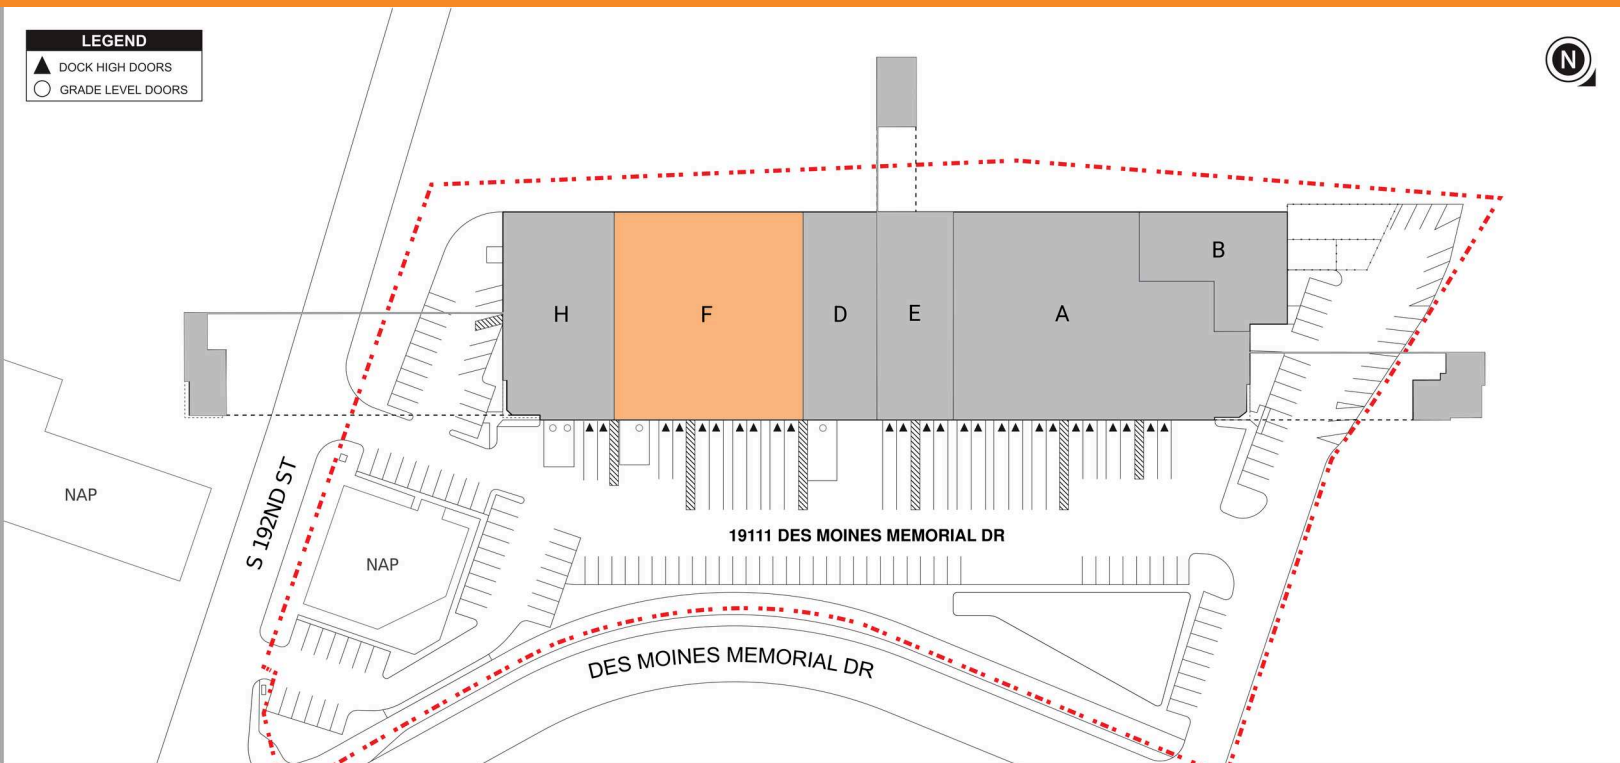 LEGEND
DOCK HIGH DOORS
GRADE LEVEL DOORS
N
B
H
F
D
E
A
NAP
S 192ND ST
NAP
19111 DES MOINES MEMORIAL DR
DES MOINES MEMORIAL DR